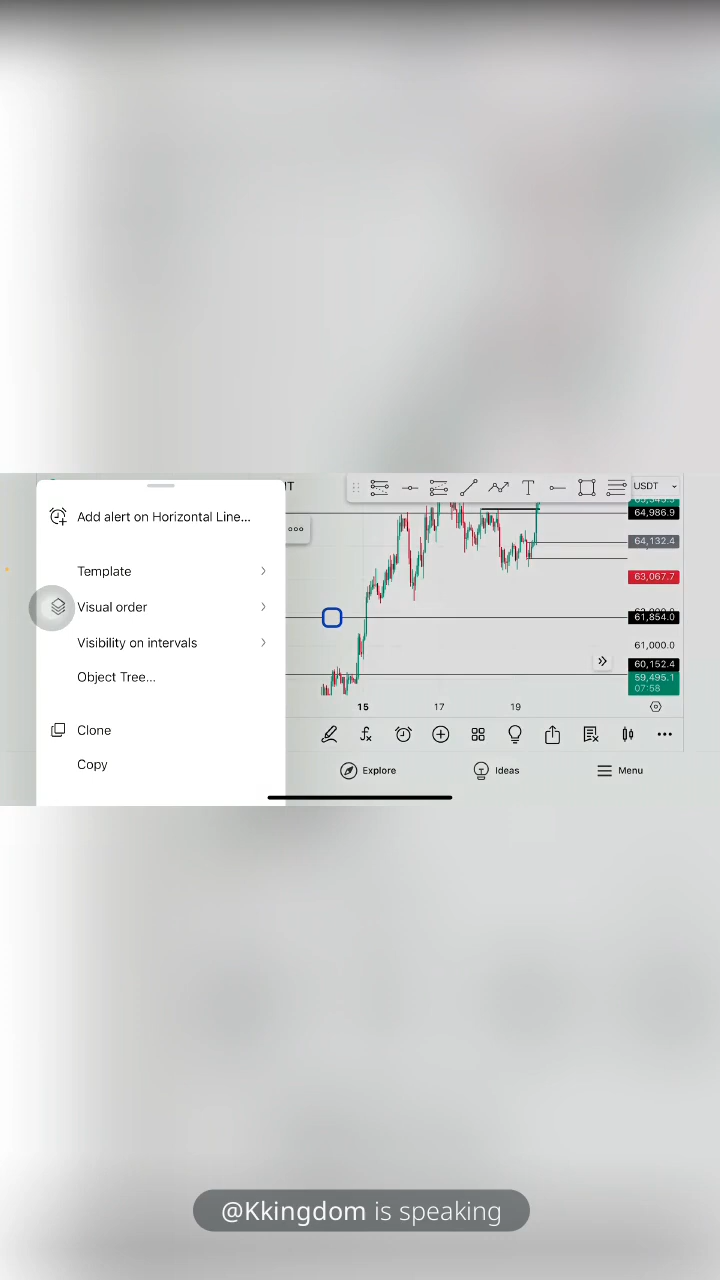 Add alert on Horizontal Line...
Template
Visual order
Visibility on intervals
Object Tree...
Clone
Copy
T
USDT
64,986.9
64,132.4
63,067.7
61,854.0
61,000.0
60,152.4
59,495.1
07:58
15
17
19
Explore
Ideas
Menu
@Kkingdom is speaking